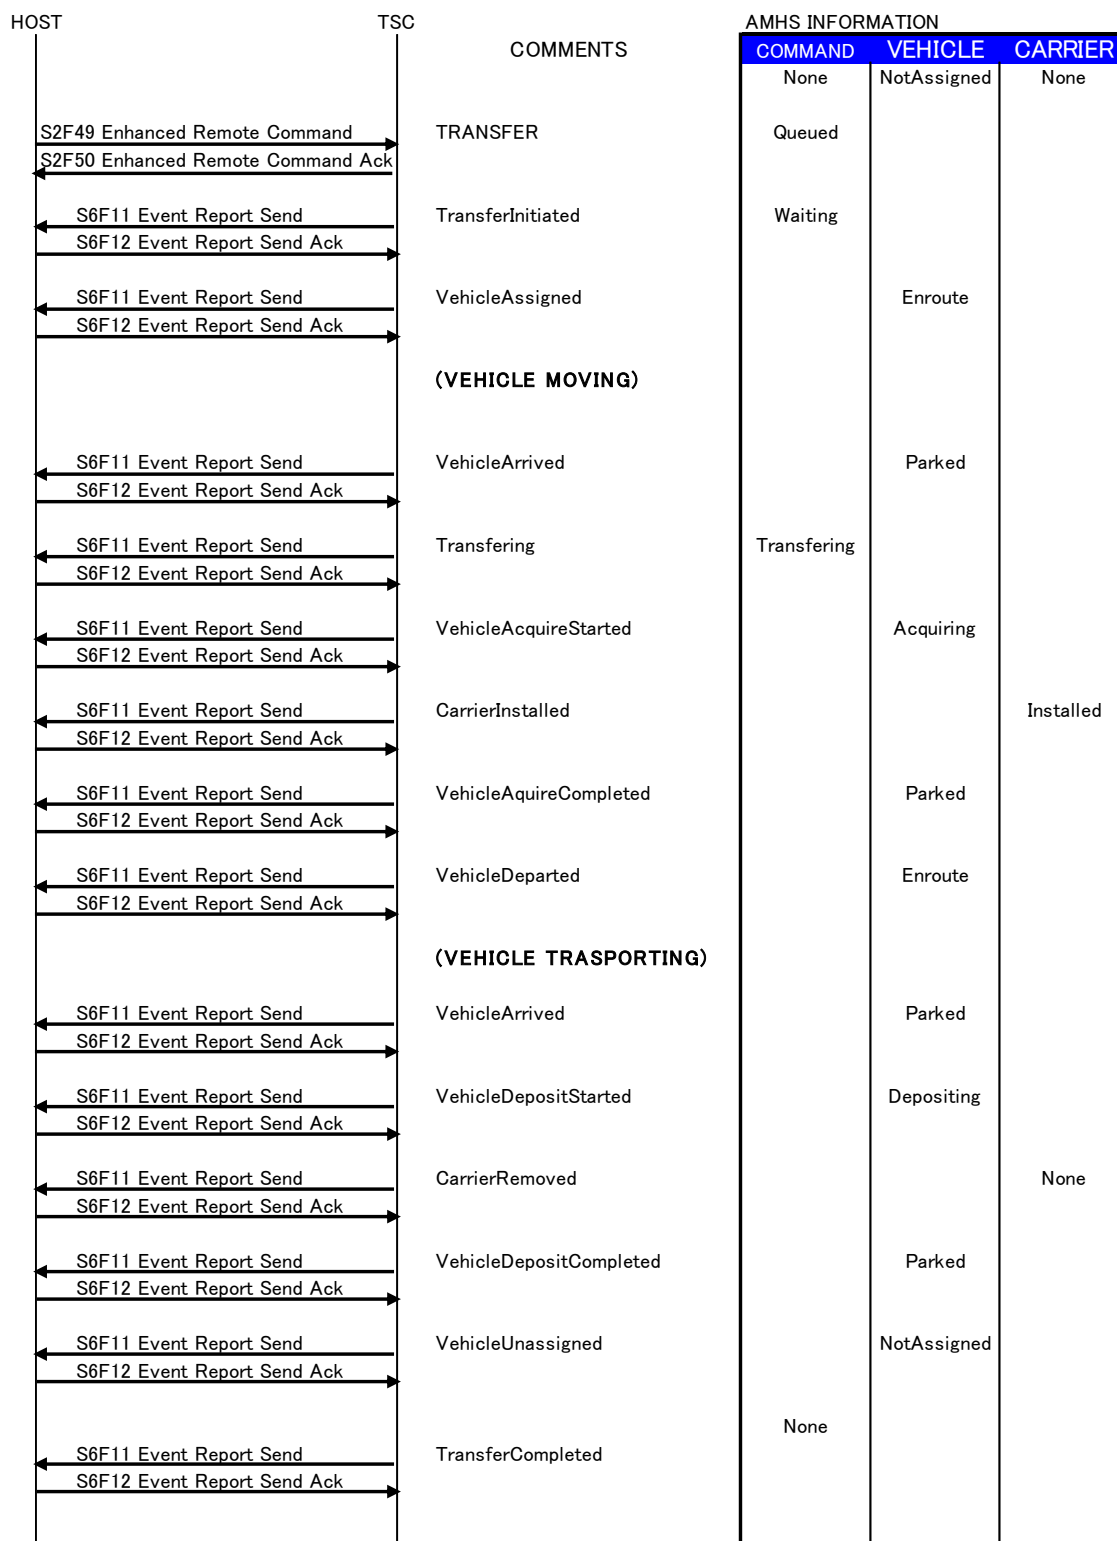 HOST TSC AMHS INFORMATION
COMMENTS COMMAND VEHICLE CARRIER
None NotAssigned None
S2F49 Enhanced Remote Command TRANSFER Queued
S2F50 Enhanced Remote Command Ack
S6F11 Event Report Send TransferInitiated Waiting
S6F12 Event Report Send Ack
S6F11 Event Report Send VehicleAssigned Enroute
S6F12 Event Report Send Ack
(VEHICLE MOVING)
S6F11 Event Report Send VehicleArrived Parked
S6F12 Event Report Send Ack
S6F11 Event Report Send Transfering Transfering
S6F12 Event Report Send Ack
S6F11 Event Report Send VehicleAcquireStarted Acquiring
S6F12 Event Report Send Ack
S6F11 Event Report Send CarrierInstalled Installed
S6F12 Event Report Send Ack
S6F11 Event Report Send VehicleAquireCompleted Parked
S6F12 Event Report Send Ack
S6F11 Event Report Send VehicleDeparted Enroute
S6F12 Event Report Send Ack
(VEHICLE TRASPORTING)
S6F11 Event Report Send VehicleArrived Parked
S6F12 Event Report Send Ack
S6F11 Event Report Send VehicleDepositStarted Depositing
S6F12 Event Report Send Ack
S6F11 Event Report Send CarrierRemoved None
S6F12 Event Report Send Ack
S6F11 Event Report Send VehicleDepositCompleted Parked
S6F12 Event Report Send Ack
S6F11 Event Report Send VehicleUnassigned NotAssigned
S6F12 Event Report Send Ack
None
S6F11 Event Report Send TransferCompleted
S6F12 Event Report Send Ack